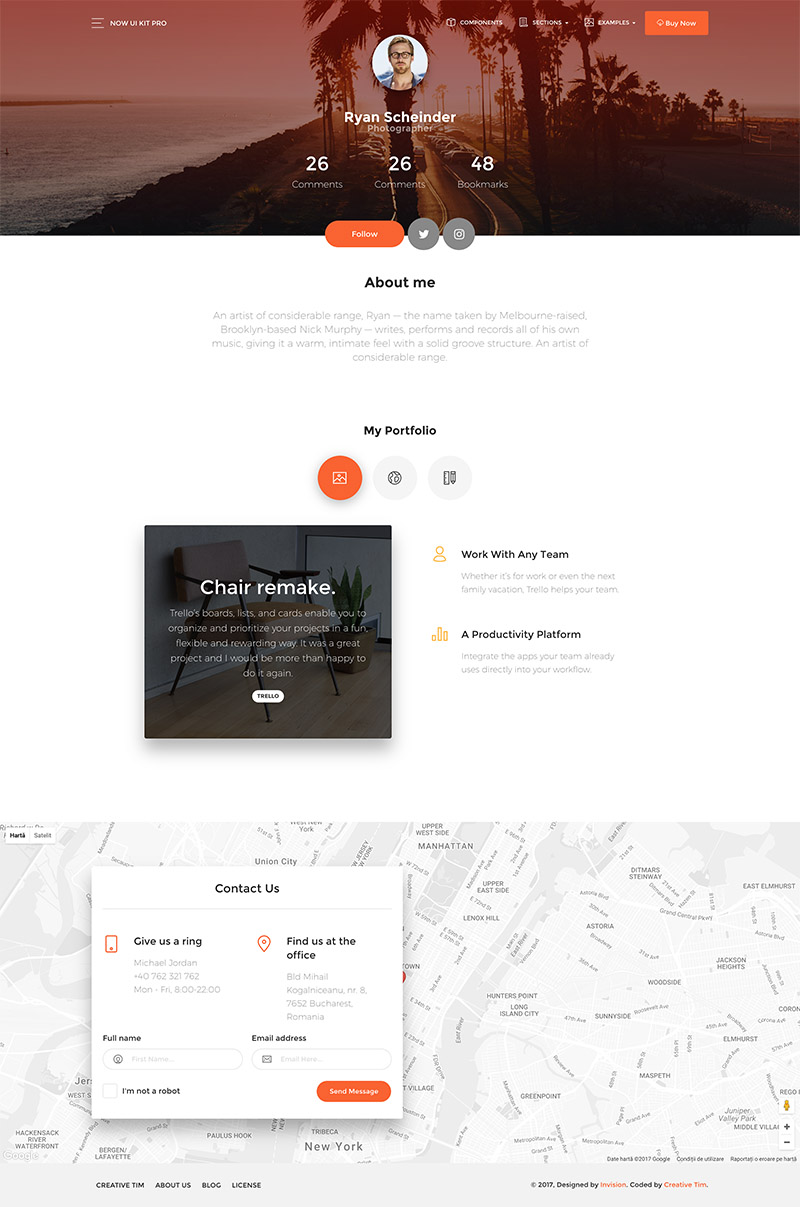 NOW UI KIT PRO
COMPONENTS
SECTIONS
EXAMPLES
Buy Now
Ryan Scheinder
Photographer
26
26
48
Comments
Comments
Bookmarks
Follow
About me
An artist of considerable range, Ryan — the name taken by Melbourne-raised,
Brooklyn-based Nick Murphy — writes, performs and records all of his own
music, giving it a warm, intimate feel with a solid groove structure. An artist of
considerable range.
My Portfolio
Chair remake.
Trello's boards, lists, and cards enable you to
organize and prioritize your projects in a fun,
flexible and rewarding way. It was a great
project and I would be more than happy to
do it again.
TRELLO
Work With Any Team
Whether it's for work or even the next
family vacation, Trello helps your team.
A Productivity Platform
Integrate the apps your team already
uses directly into your workflow.
Hartă
Satelit
Union City
UPPER
WEST SIDE
MANHATTAN
UPPER
EAST SIDE
LENOX HILL
DITMARS
STEINWAY
EAST ELMHURST
ASTORIA
Astoria Blvd
Grand Central Pkwy
JACKSON
HEIGHTS
WOODSIDE
HUNTERS POINT
LONG
ISLAND CITY
SUNNYSIDE
ELMHURST
MASPETH
GREENPOINT
East River
FDR Drive
Contact Us
Give us a ring
Michael Jordan
+40 762 321 762
Mon - Fri, 8:00-22:00
Find us at the
office
Bld Mihail
Kogalniceanu, nr. 8,
7652 Bucharest,
Romania
Full name
Email address
First Name...
Email Here...
I'm not a robot
Send Message
HACKENSACK
RIVER
WATERFRONT
BERGEN/
LAFAYETTE
PAULUS HOOK
TRIBECA
New York
Juniper
Valley Park
Metropolitan Ave
Google
Date hartă ©2017 Google
Condiții de utilizare
Raportați o eroare pe hartă
CREATIVE TIM
ABOUT US
BLOG
LICENSE
© 2017, Designed by Invision. Coded by Creative Tim.